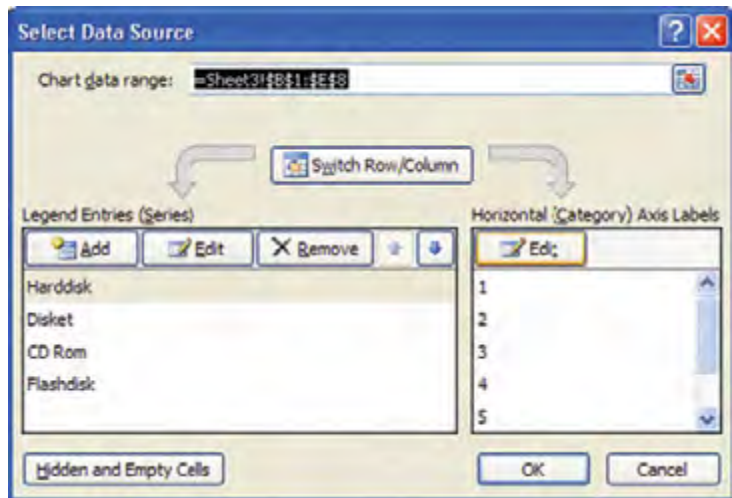 Select Data Source
Chart data range: =Sheet3!$B$1:$E$8
Switch Row/Column
Legend Entries (Series)
Horizontal (Category) Axis Labels
Add Edit Remove
Edit
Harddisk
Disket
CD Rom
Flashdisk
1
2
3
4
5
Hidden and Empty Cells
OK Cancel